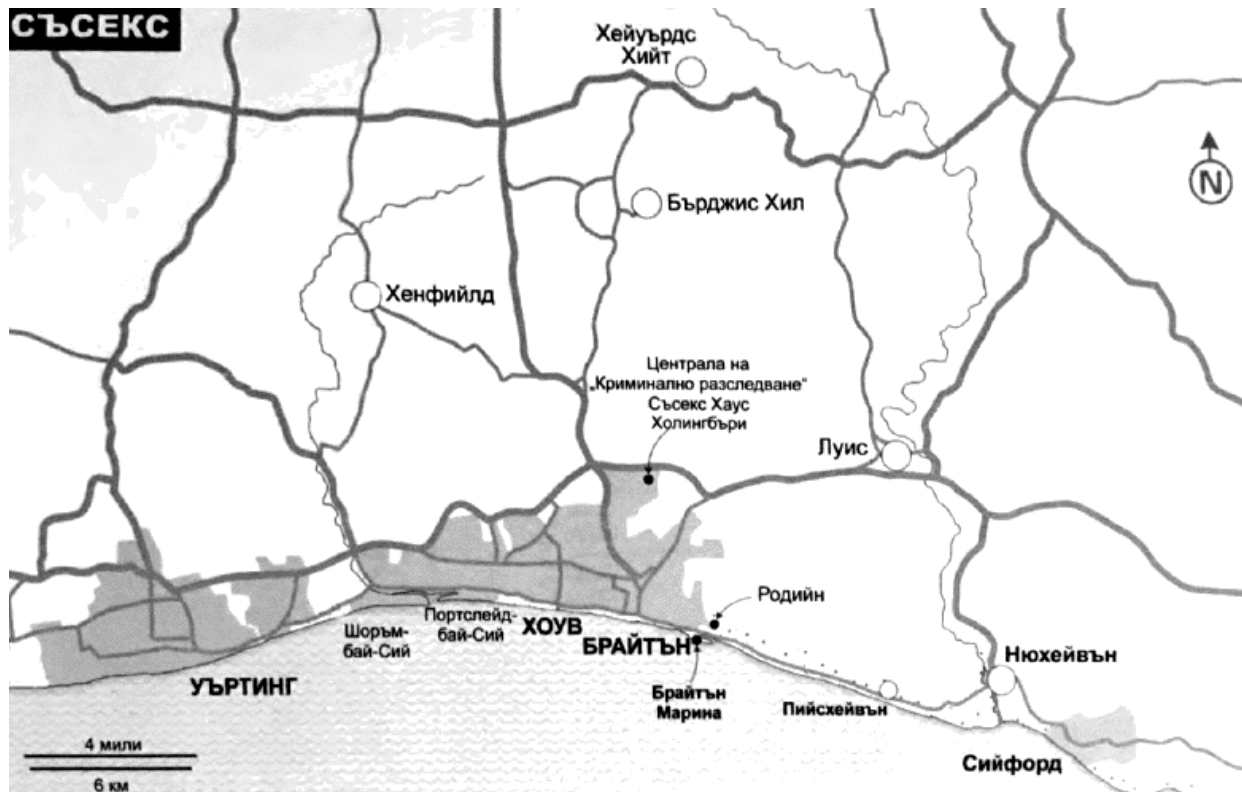 СЪСЕКС
Хейуърдс
Хийт
N
Бърджис Хил
Хенфийлд
Централа на
„Криминално разследване“
Съсекс Хаус
Холингбъри
Луис
Родийн
Портслейд-
бай-Сий
ХОУВ
Шоръм-
бай-Сий
БРАЙТЪН
Нюхейвън
УЪРТИНГ
Брайтън
Марина
Пийсхейвън
Сийфорд
4 мили
6 км